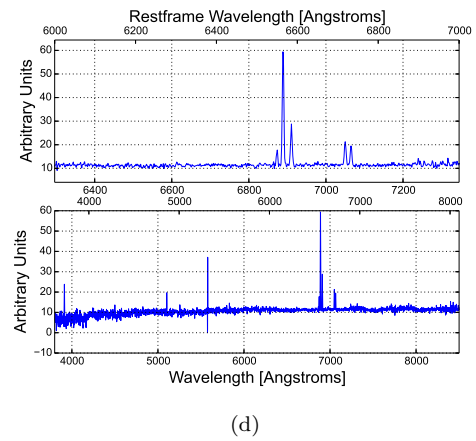 Restframe Wavelength [Angstroms]
6000 6200 6400 6600 6800 7000
Arbitrary Units
60
50
40
30
20
10
6400 6600 6800 7000 7200
4000 5000 6000 7000 8000
Arbitrary Units
60
50
40
30
20
10
0
−10
4000 5000 6000 7000 8000
Wavelength [Angstroms]
(d)